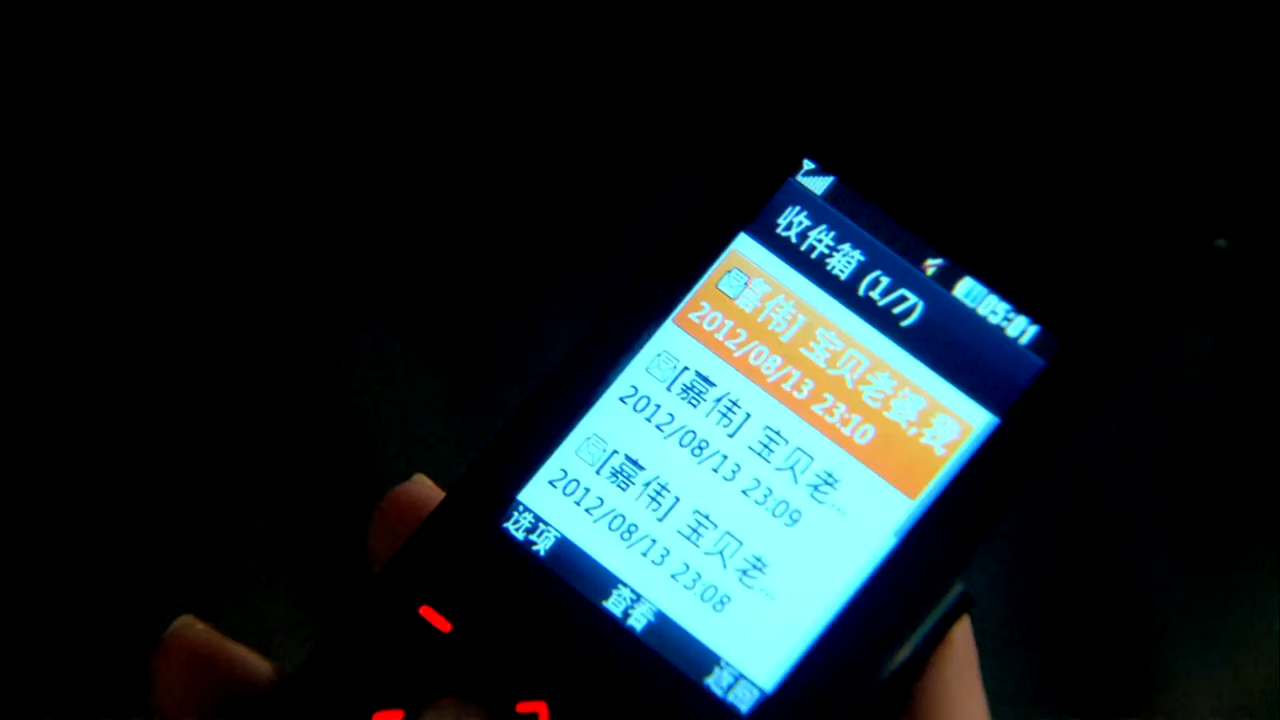 05:01
收件箱 (1/7)
嘉伟] 宝贝老婆,我
2012/08/13 23:10
[嘉伟] 宝贝老...
2012/08/13 23:09
[嘉伟] 宝贝老...
2012/08/13 23:08
选项 查看 返回